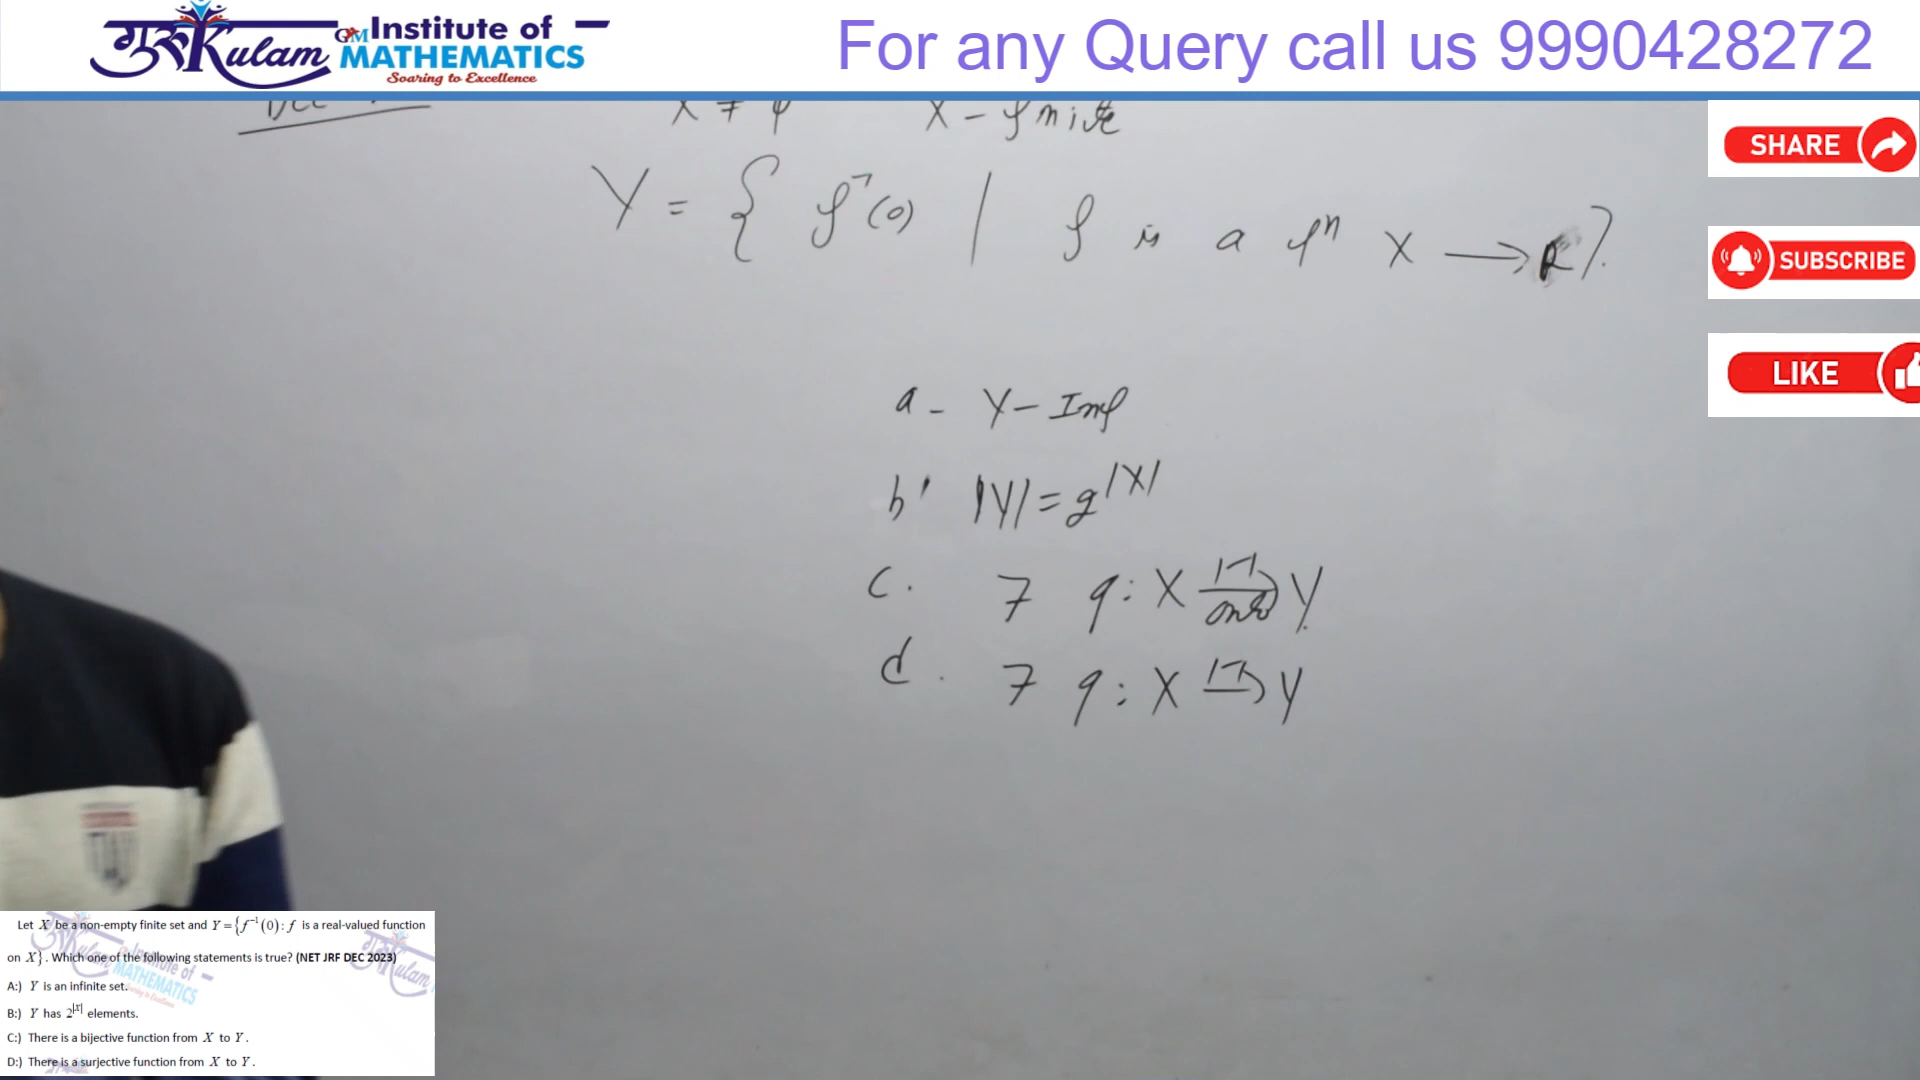 गुरुKulam GM Institute of MATHEMATICS
Soaring to Excellence
For any Query call us 9990428272
SHARE
SUBSCRIBE
LIKE
X ≠ φ X - finite
Y = { f⁻¹(0) | f is a fⁿ X → R }
a - Y - Inf
b' |Y| = 2^|X|
c. ∃ g: X 1-1 onto Y
d. ∃ g: X 1-1 Y
Let X be a non-empty finite set and Y = {f⁻¹(0): f is a real-valued function
on X}. Which one of the following statements is true? (NET JRF DEC 2023)
A:) Y is an infinite set.
B:) Y has 2^|X| elements.
C:) There is a bijective function from X to Y.
D:) There is a surjective function from X to Y.